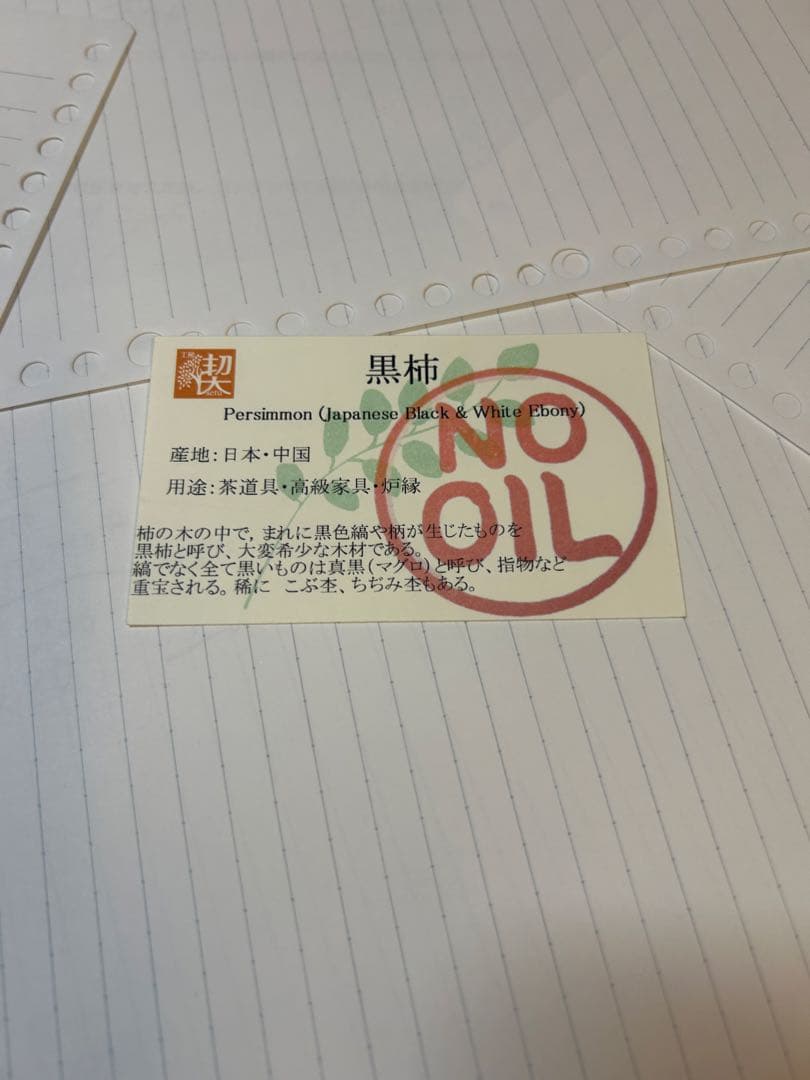 工房
楔
黒柿
Persimmon (Japanese Black & White Ebony)
産地:日本・中国
用途:茶道具・高級家具・炉縁
NO
OIL
柿の木の中で, まれに黒色縞や柄が生じたものを
黒柿と呼び、大変希少な木材である。
縞でなく全て黒いものは真黒(マグロ)と呼び、指物など
重宝される。稀に こぶ杢、ちぢみ杢もある。